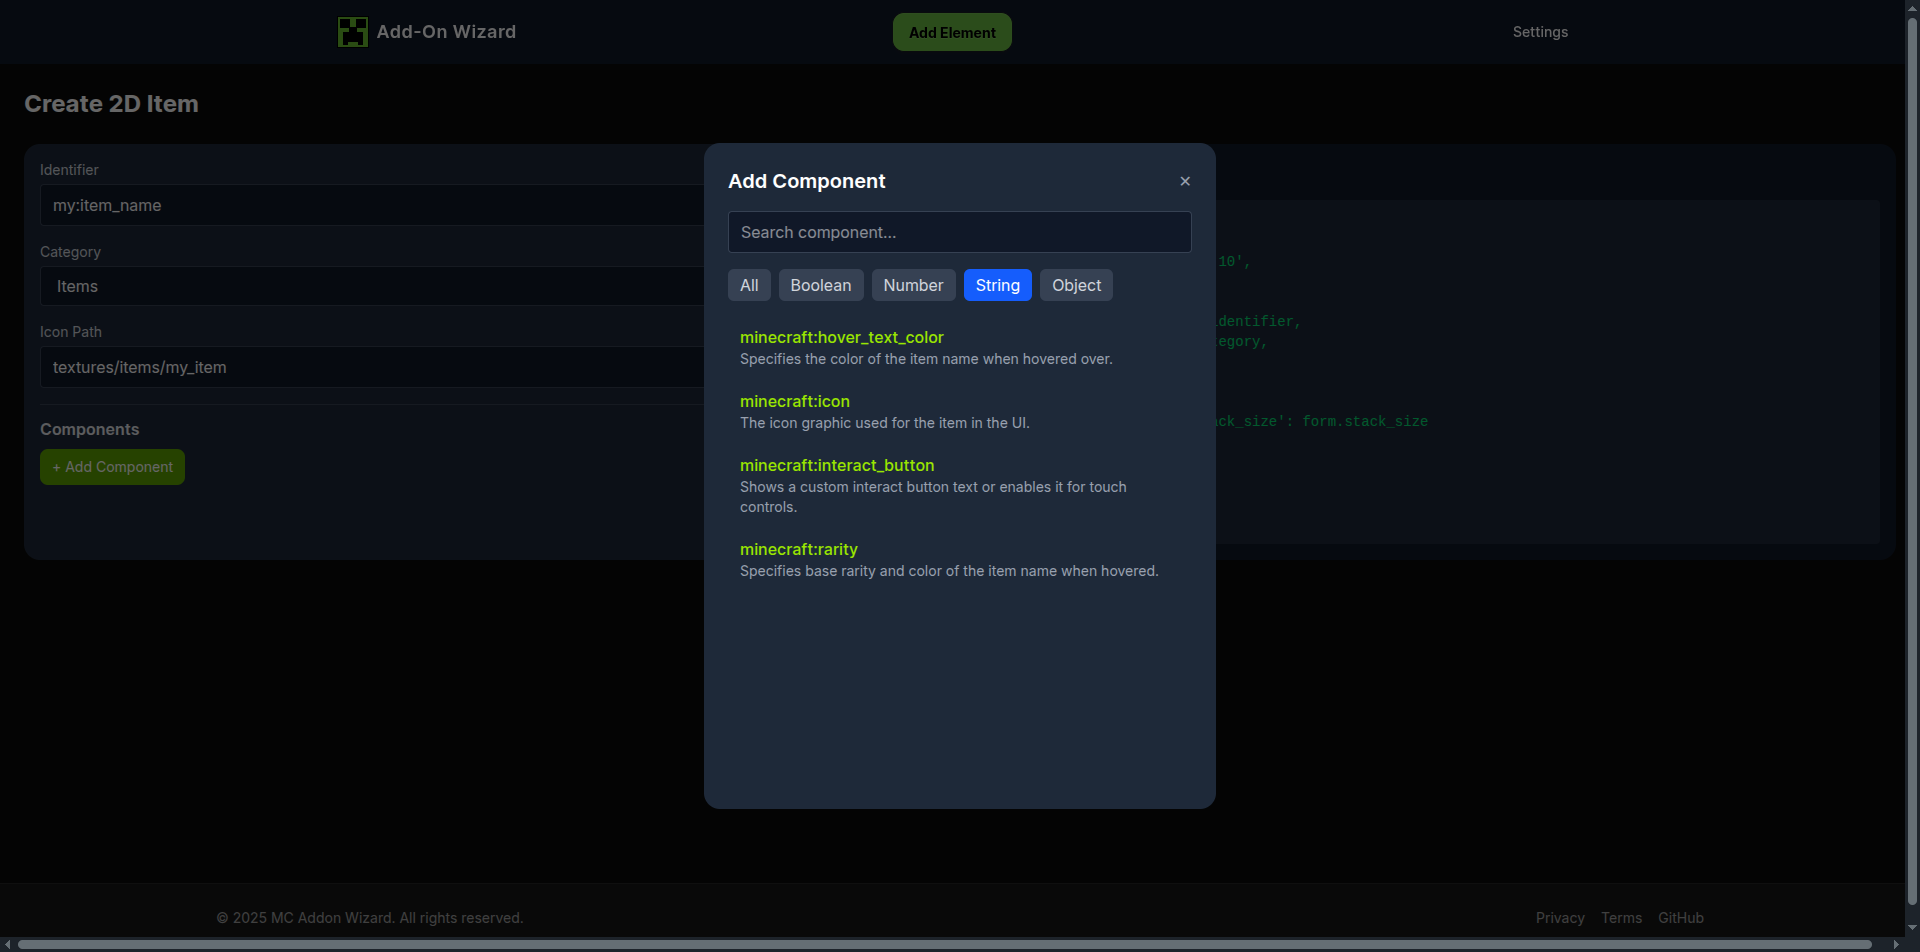 Add-On Wizard
Add Element
Settings
Create 2D Item
Identifier
my:item_name
Category
Items
Icon Path
textures/items/my_item
Components
+ Add Component
Add Component
×
Search component...
All Boolean Number String Object
minecraft:hover_text_color
Specifies the color of the item name when hovered over.
minecraft:icon
The icon graphic used for the item in the UI.
minecraft:interact_button
Shows a custom interact button text or enables it for touch
controls.
minecraft:rarity
Specifies base rarity and color of the item name when hovered.
10',
identifier,
tegory,
ack_size': form.stack_size
© 2025 MC Addon Wizard. All rights reserved.
Privacy Terms GitHub